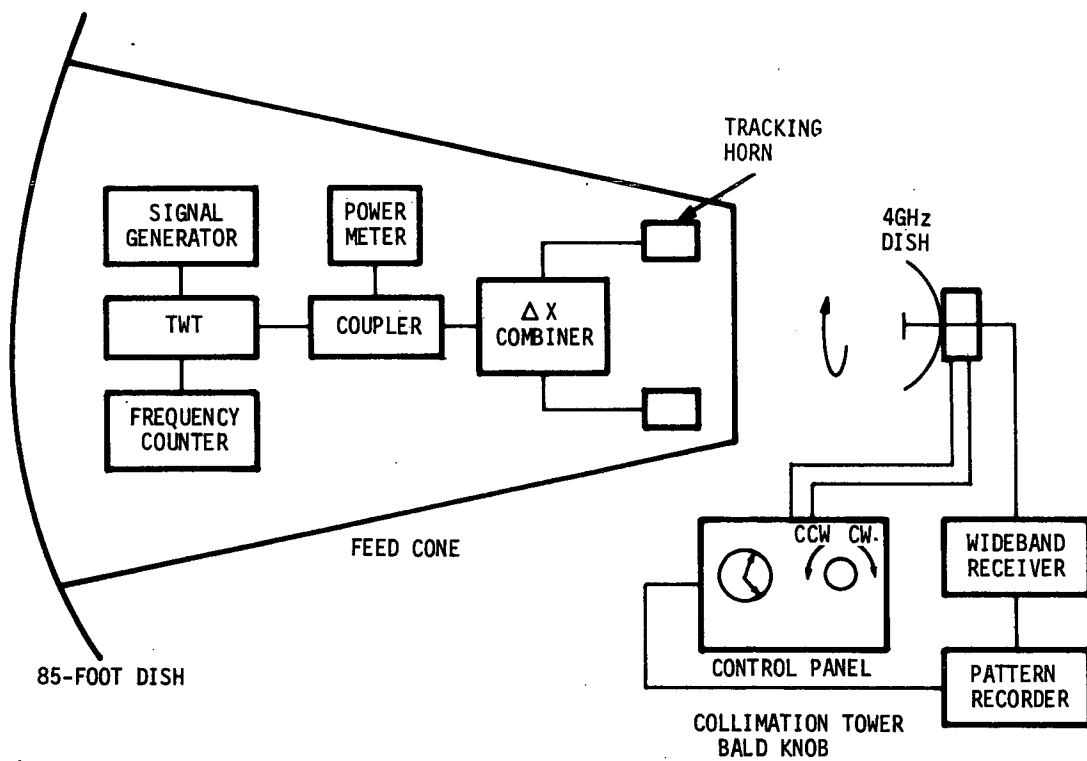 TRACKING
HORN
SIGNAL
GENERATOR
POWER
METER
4GHz
DISH
TWT
COUPLER
Δ X
COMBINER
FREQUENCY
COUNTER
FEED CONE
CCW CW.
WIDEBAND
RECEIVER
CONTROL PANEL
85-FOOT DISH
PATTERN
RECORDER
COLLIMATION TOWER
BALD KNOB